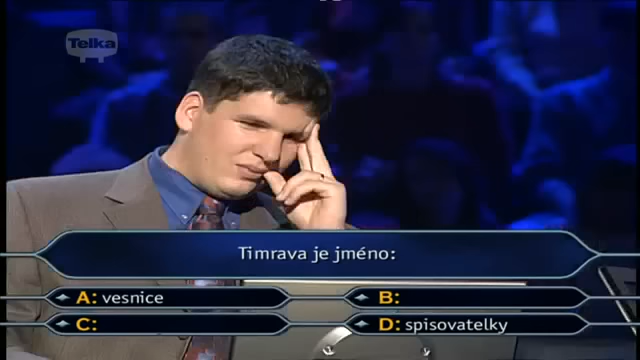 Telka
Timrava je jméno:
A: vesnice
B:
C:
D: spisovatelky